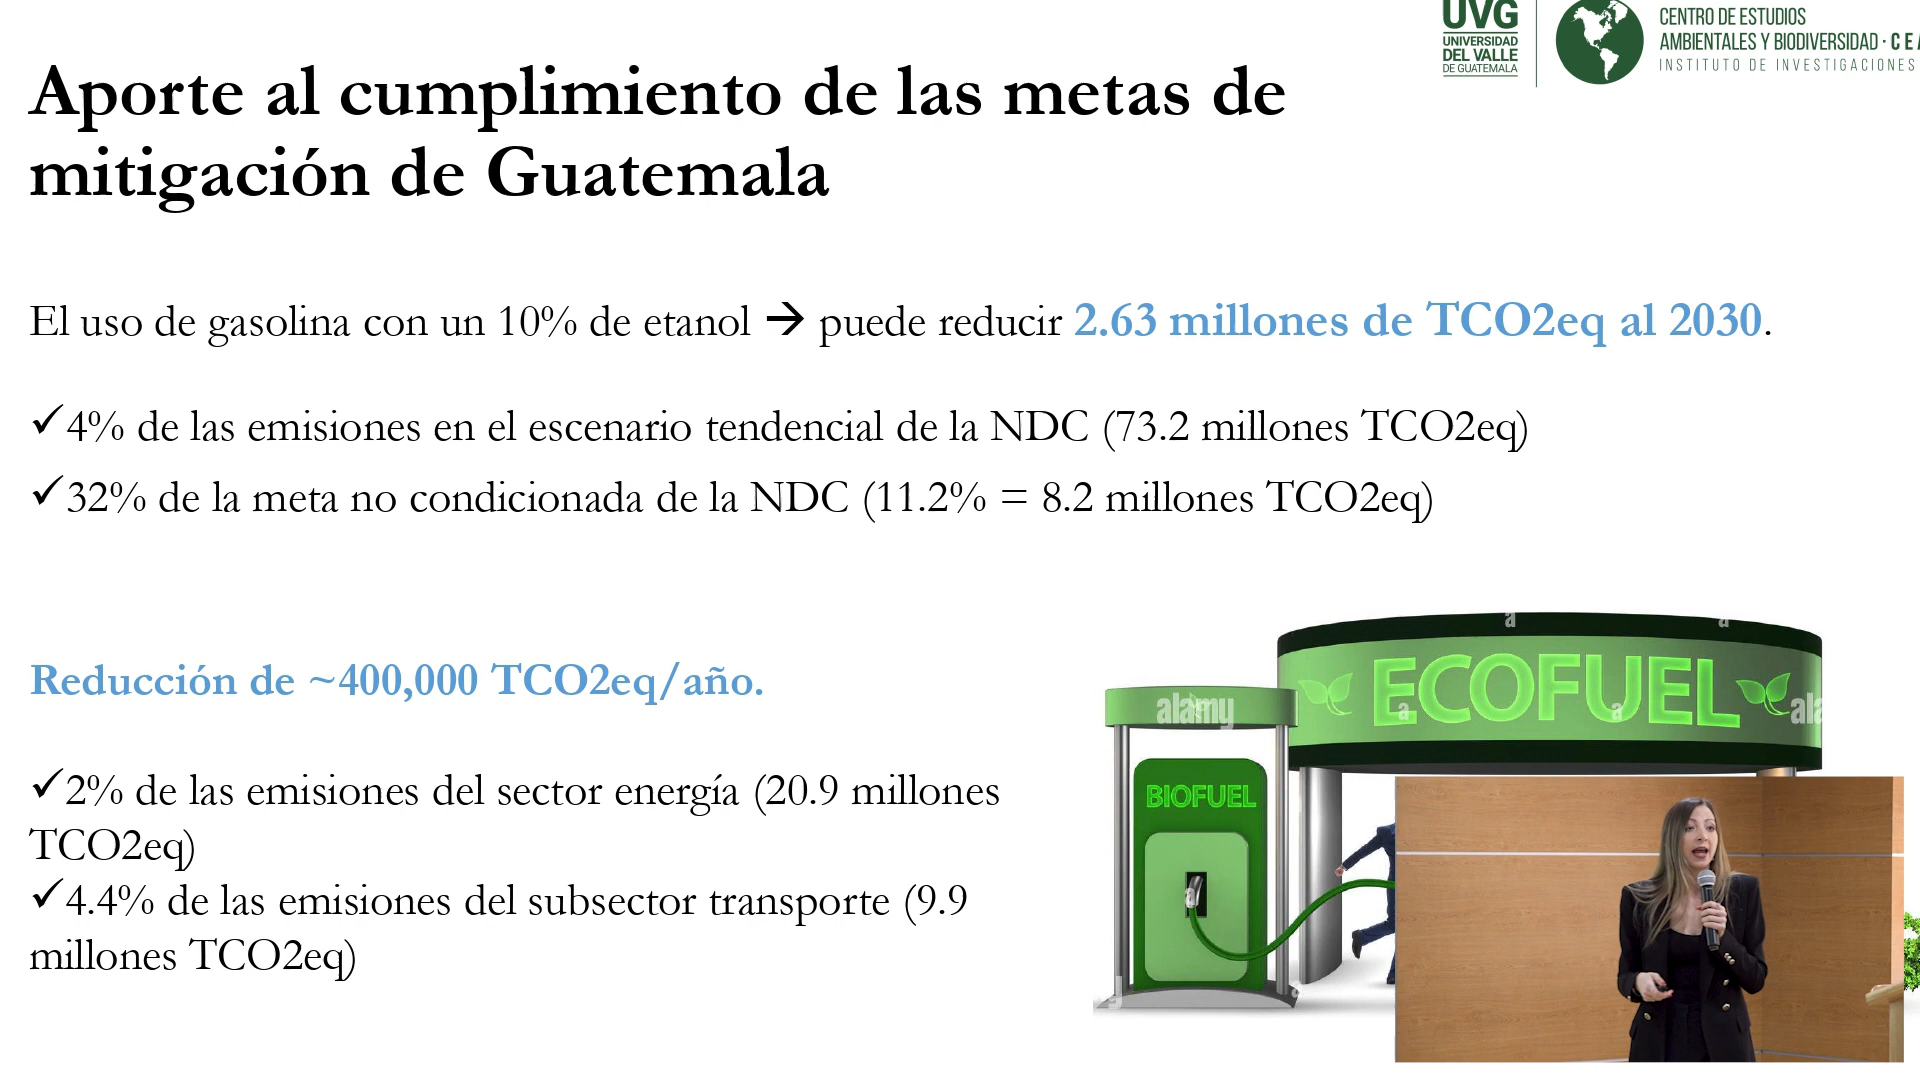 UVG
UNIVERSIDAD
DEL VALLE
DE GUATEMALA
CENTRO DE ESTUDIOS
AMBIENTALES Y BIODIVERSIDAD · CEA
INSTITUTO DE INVESTIGACIONES
Aporte al cumplimiento de las metas de
mitigación de Guatemala
El uso de gasolina con un 10% de etanol → puede reducir 2.63 millones de TCO2eq al 2030.
✓4% de las emisiones en el escenario tendencial de la NDC (73.2 millones TCO2eq)
✓32% de la meta no condicionada de la NDC (11.2% = 8.2 millones TCO2eq)
Reducción de ~400,000 TCO2eq/año.
✓2% de las emisiones del sector energía (20.9 millones
TCO2eq)
✓4.4% de las emisiones del subsector transporte (9.9
millones TCO2eq)
ECOFUEL
alamy
BIOFUEL